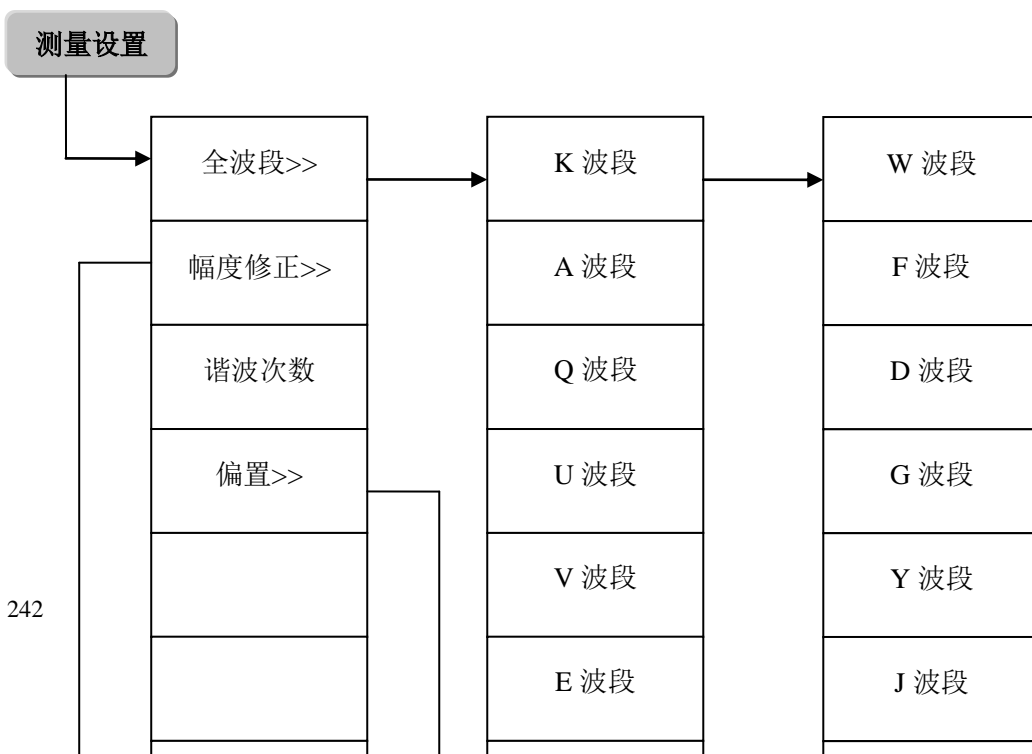 测量设置
全波段>>
K 波段
W 波段
幅度修正>>
A 波段
F 波段
谐波次数
Q 波段
D 波段
偏置>>
U 波段
G 波段
V 波段
Y 波段
242
E 波段
J 波段